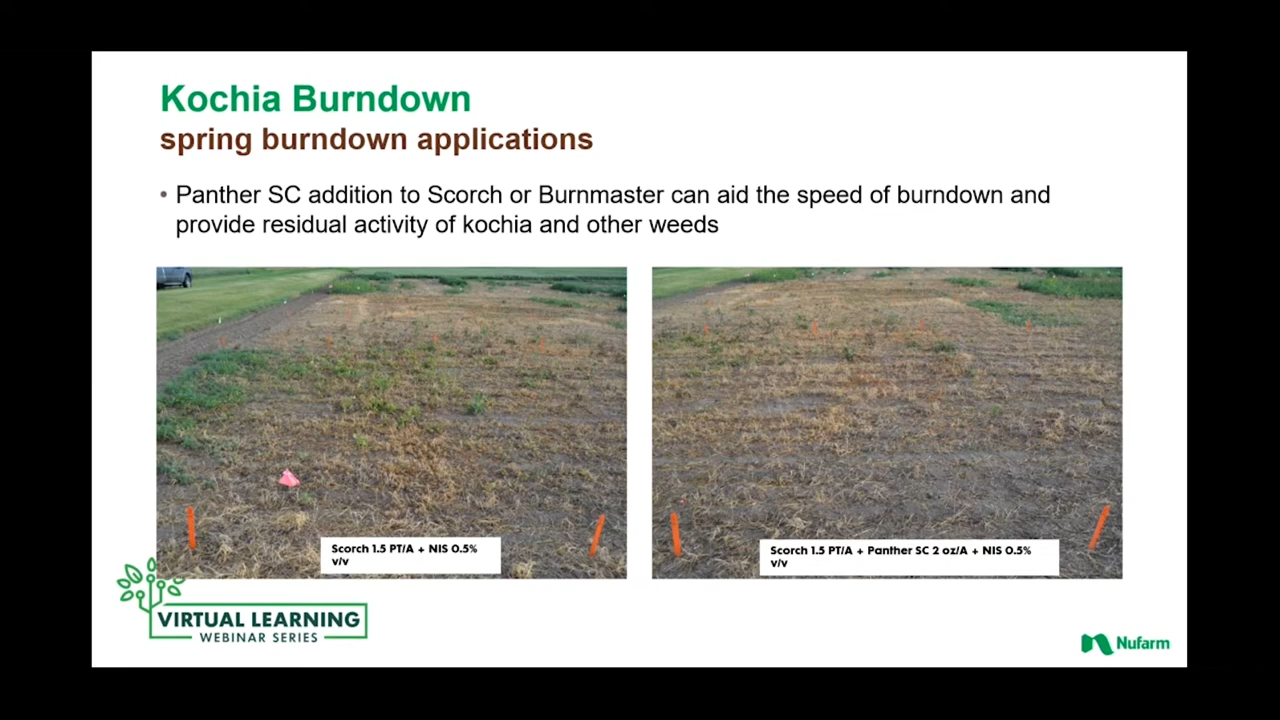 Kochia Burndown
spring burndown applications
• Panther SC addition to Scorch or Burnmaster can aid the speed of burndown and
provide residual activity of kochia and other weeds
Scorch 1.5 PT/A + NIS 0.5%
v/v
Scorch 1.5 PT/A + Panther SC 2 oz/A + NIS 0.5%
v/v
VIRTUAL LEARNING
WEBINAR SERIES
Nufarm